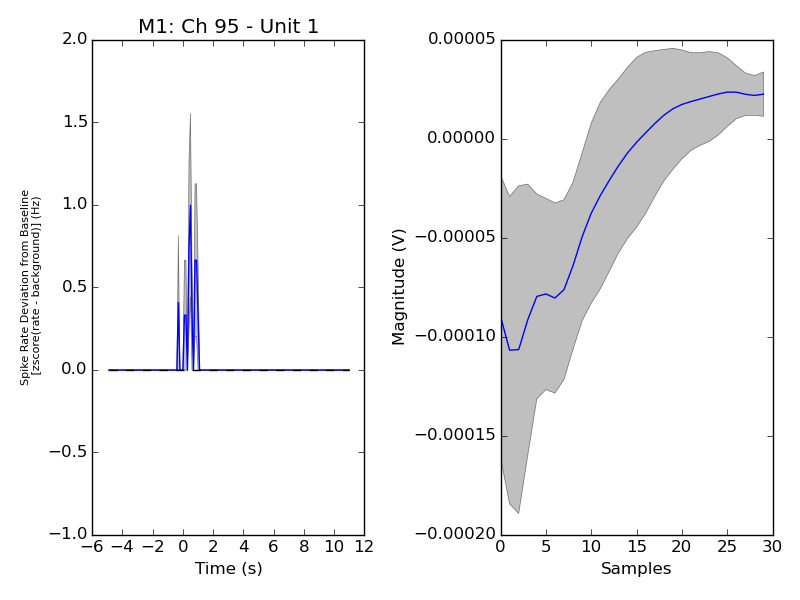 M1: Ch 95 - Unit 1
2.0
1.5
1.0
0.5
0.0
−0.5
−1.0
−6 −4 −2 0 2 4 6 8 10 12
Time (s)
Spike Rate Deviation from Baseline
[zscore(rate - background)] (Hz)
0.00005
0.00000
−0.00005
−0.00010
−0.00015
−0.00020
0 5 10 15 20 25 30
Samples
Magnitude (V)